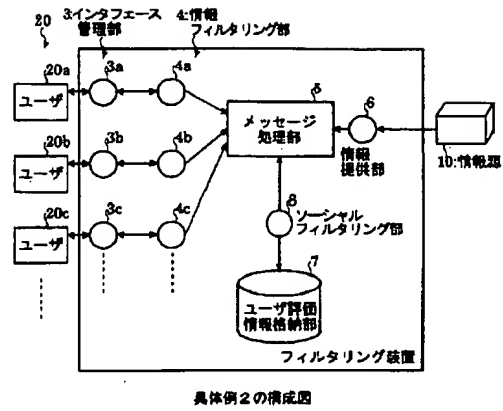 20
3:インタフェース
管理部
4:情報
フィルタリング部
20a
3a
4a
ユーザ
5
メッセージ
処理部
6
情報
提供部
10:情報源
20b
3b
4b
ユーザ
20c
3c
4c
ユーザ
8
ソーシャル
フィルタリング部
7
ユーザ評価
情報格納部
フィルタリング装置
具体例2の構成図